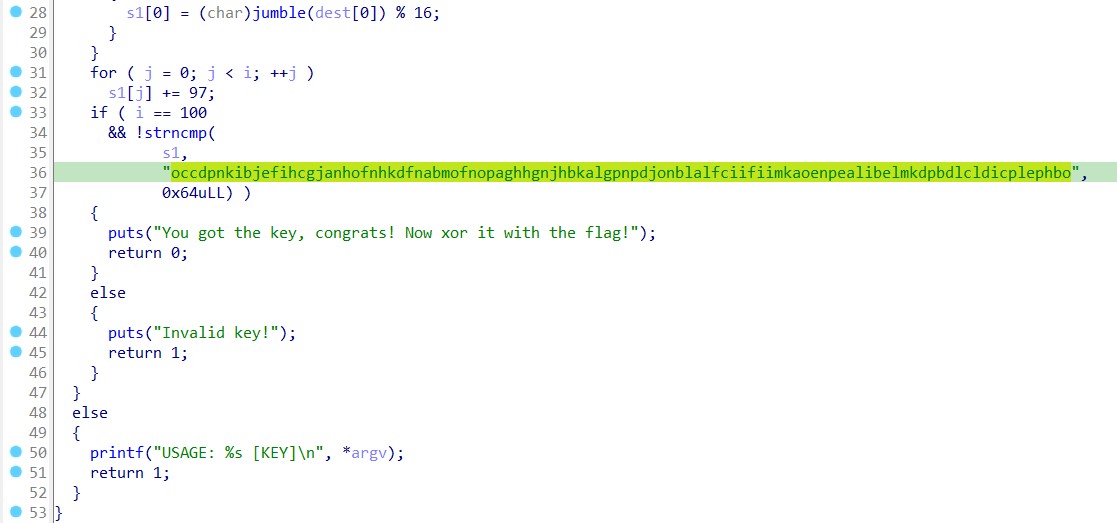 28 s1[0] = (char)jumble(dest[0]) % 16;
29 }
30 }
31 for ( j = 0; j < i; ++j )
32 s1[j] += 97;
33 if ( i == 100
34 && !strncmp(
35 s1,
36 "occdpnkibjefihcgjanhofnhkdfnabmofnopaghhgnjhbkalgpnpdjonblalfciifiimkaoenpealibelmkdpbdlcldicplephbo",
37 0x64uLL) )
38 {
39 puts("You got the key, congrats! Now xor it with the flag!");
40 return 0;
41 }
42 else
43 {
44 puts("Invalid key!");
45 return 1;
46 }
47 }
48 else
49 {
50 printf("USAGE: %s [KEY]\n", *argv);
51 return 1;
52 }
53 }